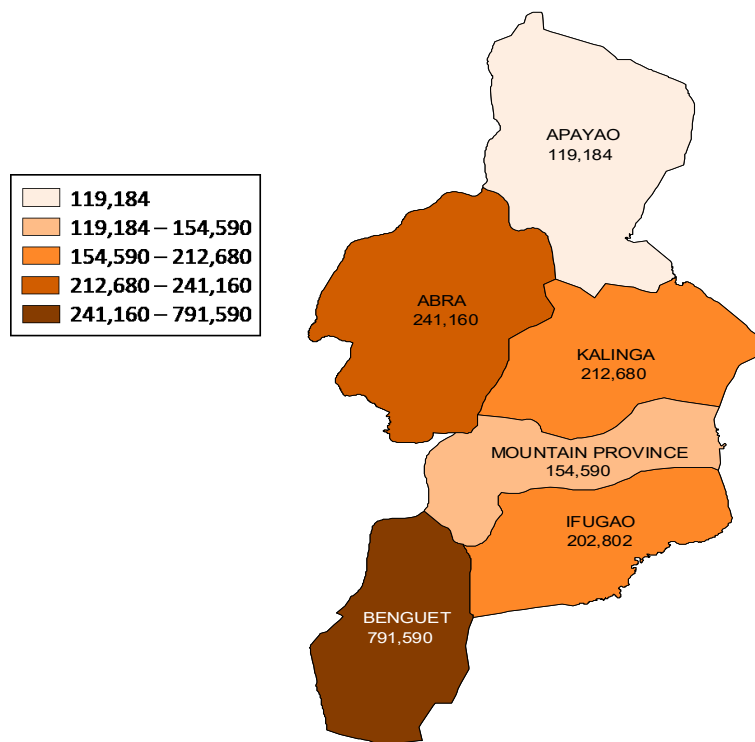 APAYAO
119,184
119,184
119,184 – 154,590
154,590 – 212,680
212,680 – 241,160
241,160 – 791,590
ABRA
241,160
KALINGA
212,680
MOUNTAIN PROVINCE
154,590
IFUGAO
202,802
BENGUET
791,590